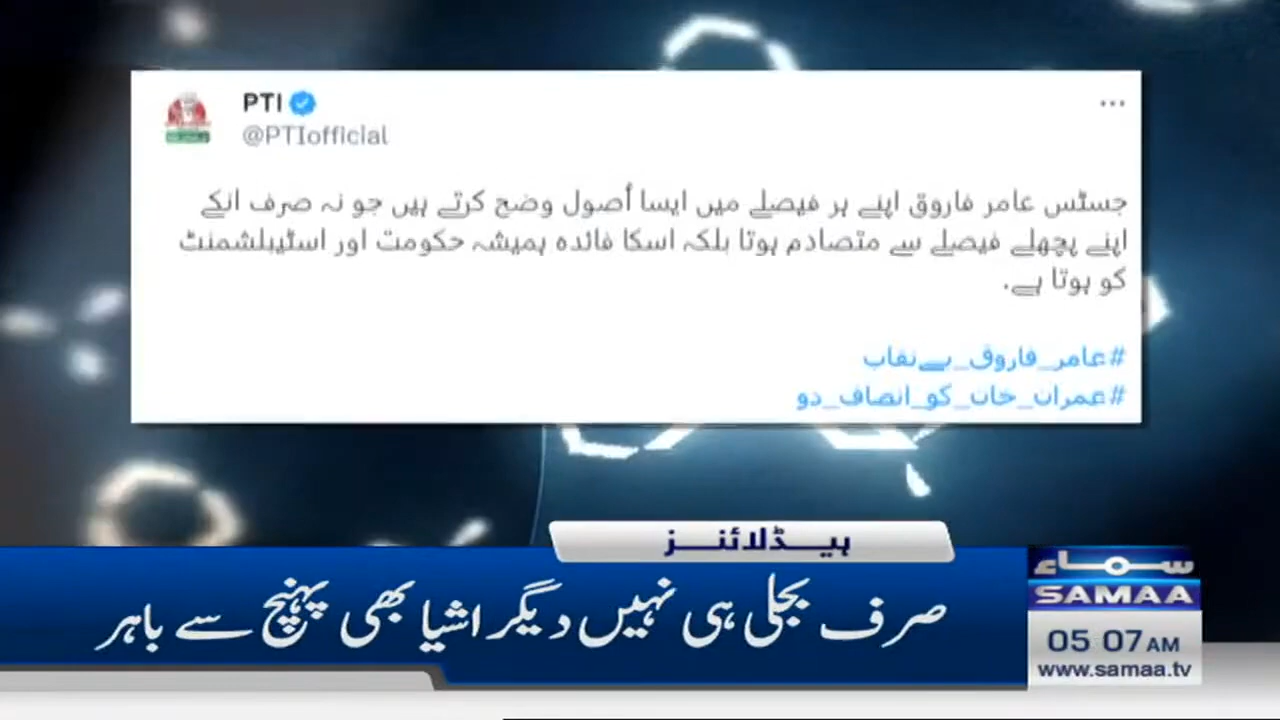 PTI
@PTIofficial
جسٹس عامر فاروق اپنے ہر فیصلے میں ایسا اُصول وضح کرتے ہیں جو نہ صرف انکے
اپنے پچھلے فیصلے سے متصادم ہوتا بلکہ اسکا فائدہ ہمیشہ حکومت اور اسٹیبلشمنٹ
کو ہوتا ہے.
#عامر_فاروق_بےنقاب
#عمران_خان_کو_انصاف_دو
ہیڈلائنز
صرف بجلی ہی نہیں دیگر اشیا بھی پہنچ سے باہر
سماء
SAMAA
05 07 AM
www.samaa.tv